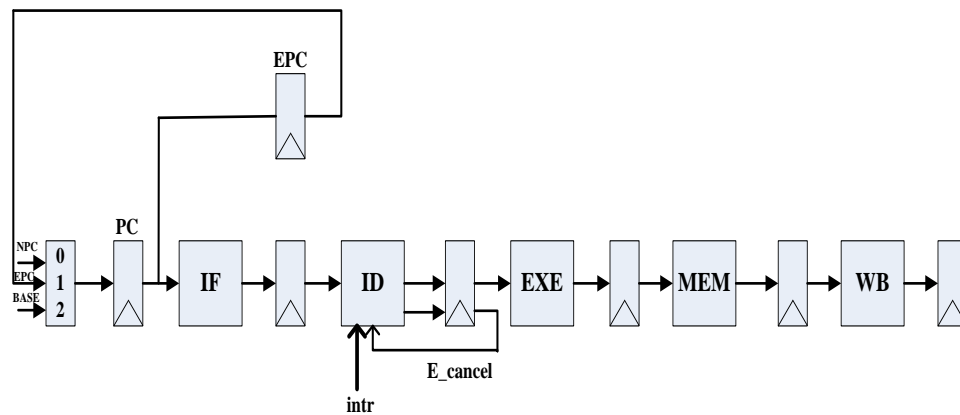 EPC
PC
NPC
EPC
BASE
0
1
2
IF
ID
EXE
MEM
WB
E_cancel
intr